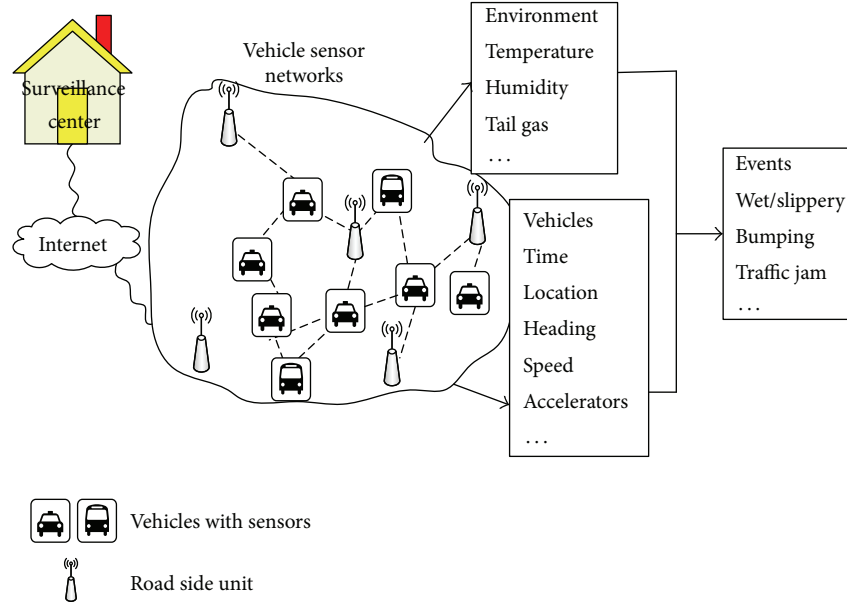 Surveillance
center
Internet
Vehicle sensor
networks
Environment
Temperature
Humidity
Tail gas
...
Vehicles
Time
Location
Heading
Speed
Accelerators
...
Events
Wet/slippery
Bumping
Traffic jam
...
Vehicles with sensors
Road side unit